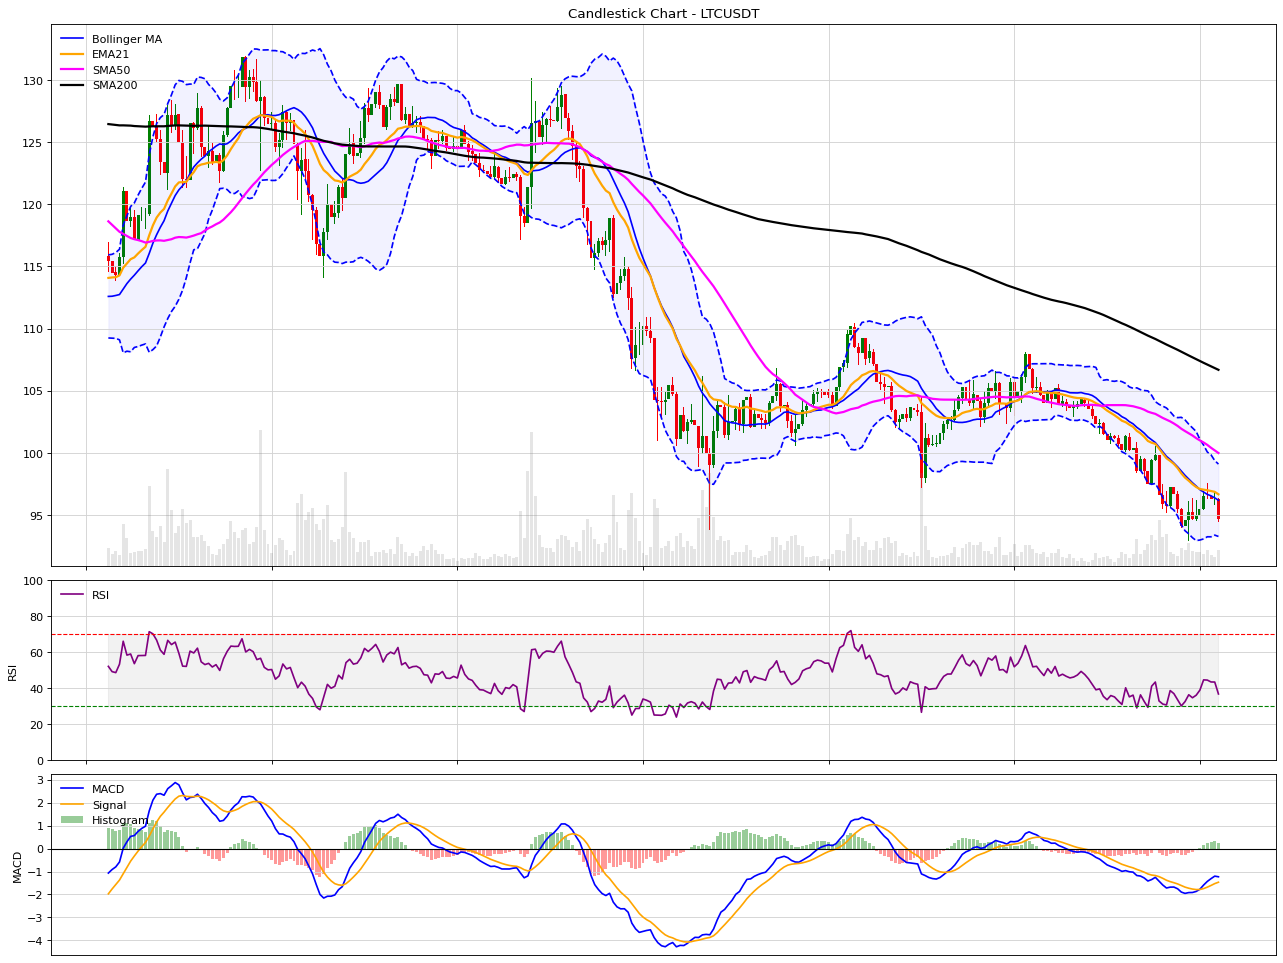 Candlestick Chart - LTCUSDT
Bollinger MA
EMA21
SMA50
SMA200
130
125
120
115
110
105
100
95
RSI
100
80
60
40
20
0
RSI
MACD
Signal
Histogram
3
2
1
0
−1
−2
−3
−4
MACD